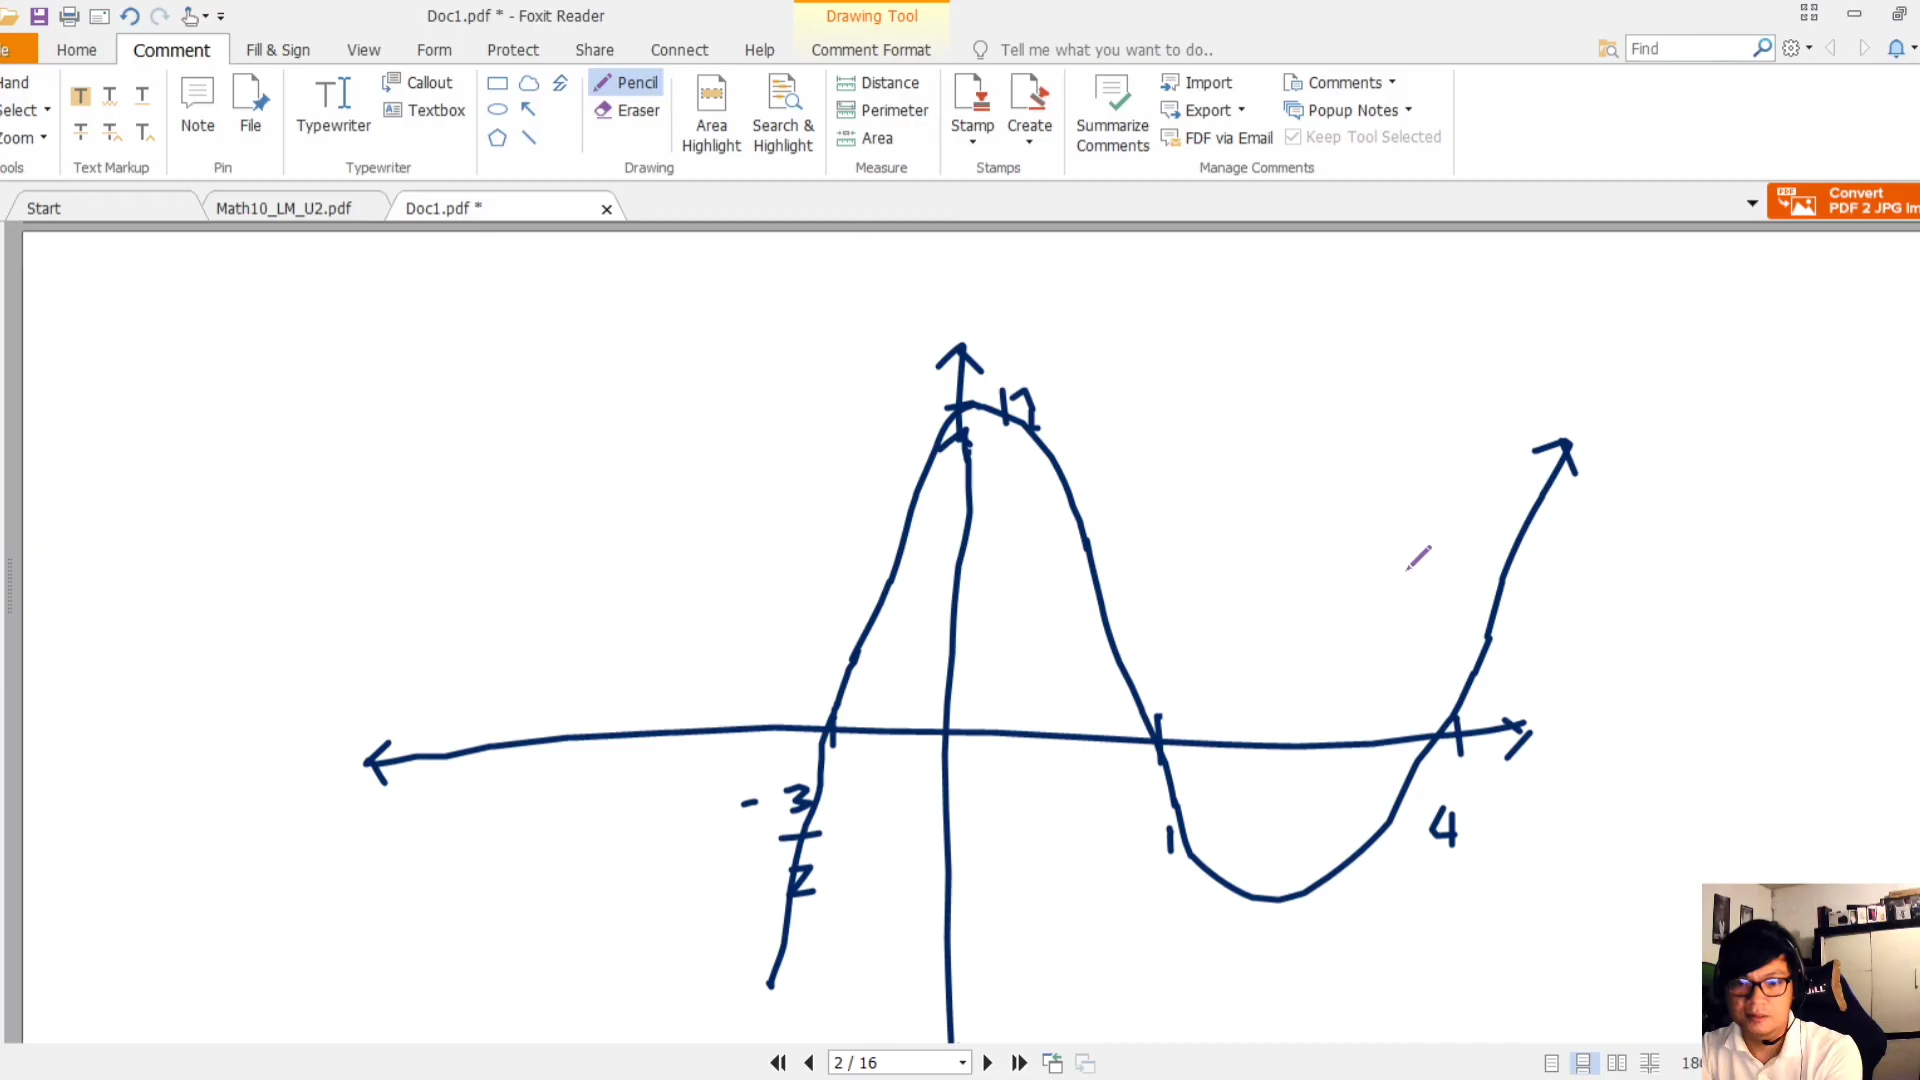 Doc1.pdf * - Foxit Reader
Drawing Tool
Home
Comment
Fill & Sign
View
Form
Protect
Share
Connect
Help
Comment Format
Tell me what you want to do..
Find
Hand
Select
Zoom
Tools
Text Markup
Note
File
Pin
Typewriter
Callout
Textbox
Typewriter
Pencil
Eraser
Area
Highlight
Search &
Highlight
Drawing
Distance
Perimeter
Area
Measure
Stamp
Create
Stamps
Summarize
Comments
Import
Export
FDF via Email
Comments
Popup Notes
Keep Tool Selected
Manage Comments
Start
Math10_LM_U2.pdf
Doc1.pdf *
Convert
PDF 2 JPG Im
12
- 3
2
1
4
2 / 16